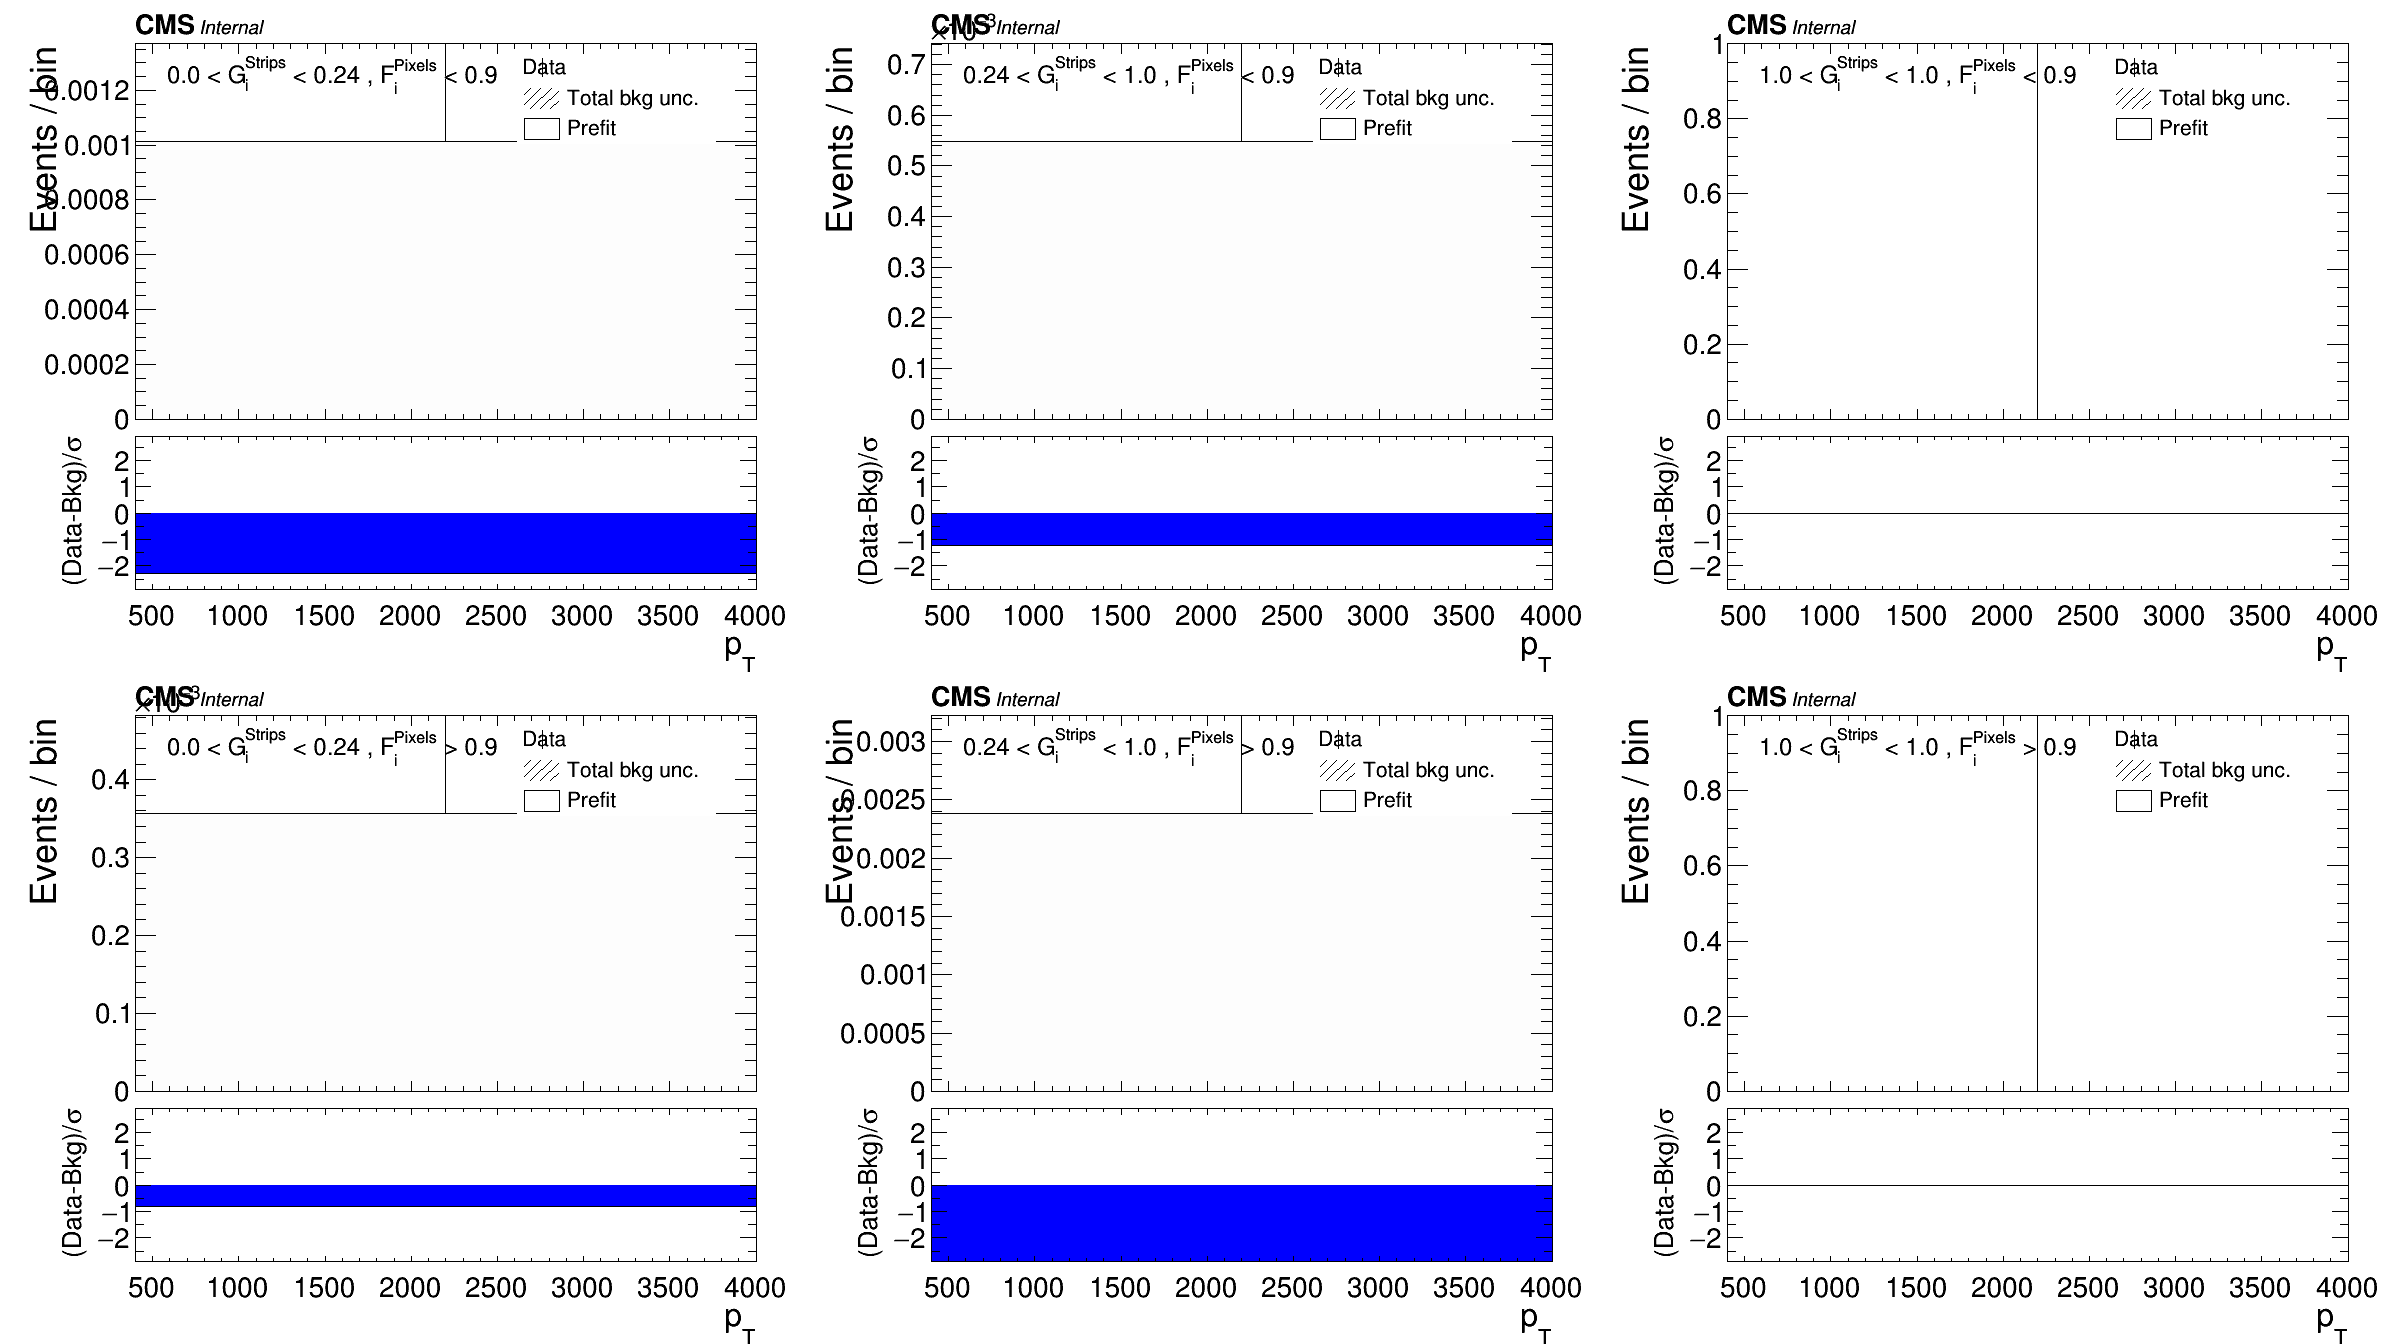 CMS Internal
Events / bin
0.0 < G_i^Strips < 0.24 , F_i^Pixels < 0.9
Data
Total bkg unc.
Prefit
0.0012
0.001
0.0008
0.0006
0.0004
0.0002
0
(Data-Bkg)/σ
2
1
0
−1
−2
500 1000 1500 2000 2500 3000 3500 4000
p_T
CMS Internal
×10^-3
Events / bin
0.24 < G_i^Strips < 1.0 , F_i^Pixels < 0.9
Data
Total bkg unc.
Prefit
0.7
0.6
0.5
0.4
0.3
0.2
0.1
0
(Data-Bkg)/σ
2
1
0
−1
−2
500 1000 1500 2000 2500 3000 3500 4000
p_T
CMS Internal
Events / bin
1.0 < G_i^Strips < 1.0 , F_i^Pixels < 0.9
Data
Total bkg unc.
Prefit
1
0.8
0.6
0.4
0.2
0
(Data-Bkg)/σ
2
1
0
−1
−2
500 1000 1500 2000 2500 3000 3500 4000
p_T
CMS Internal
×10^-3
Events / bin
0.0 < G_i^Strips < 0.24 , F_i^Pixels > 0.9
Data
Total bkg unc.
Prefit
0.4
0.3
0.2
0.1
0
(Data-Bkg)/σ
2
1
0
−1
−2
500 1000 1500 2000 2500 3000 3500 4000
p_T
CMS Internal
Events / bin
0.24 < G_i^Strips < 1.0 , F_i^Pixels > 0.9
Data
Total bkg unc.
Prefit
0.003
0.0025
0.002
0.0015
0.001
0.0005
0
(Data-Bkg)/σ
2
1
0
−1
−2
500 1000 1500 2000 2500 3000 3500 4000
p_T
CMS Internal
Events / bin
1.0 < G_i^Strips < 1.0 , F_i^Pixels > 0.9
Data
Total bkg unc.
Prefit
1
0.8
0.6
0.4
0.2
0
(Data-Bkg)/σ
2
1
0
−1
−2
500 1000 1500 2000 2500 3000 3500 4000
p_T